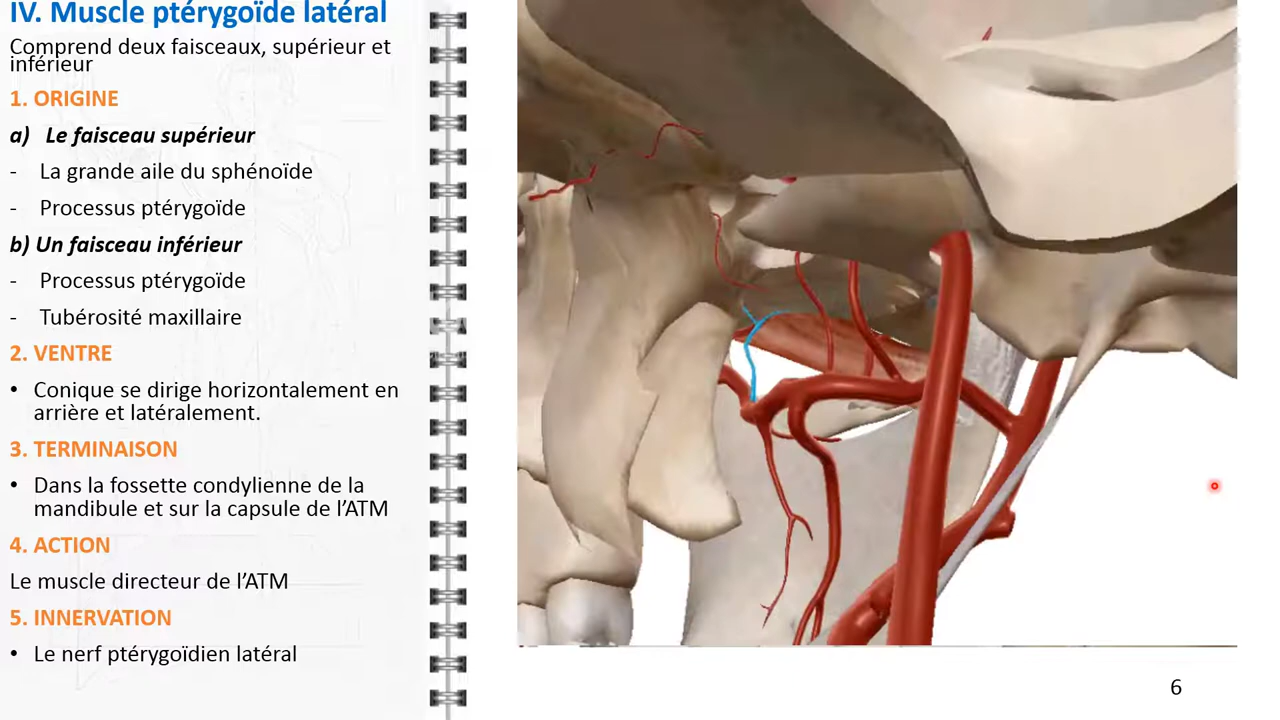 IV. Muscle ptérygoïde latéral
Comprend deux faisceaux, supérieur et
inférieur
1. ORIGINE
a) Le faisceau supérieur
- La grande aile du sphénoïde
- Processus ptérygoïde
b) Un faisceau inférieur
- Processus ptérygoïde
- Tubérosité maxillaire
2. VENTRE
• Conique se dirige horizontalement en
arrière et latéralement.
3. TERMINAISON
• Dans la fossette condylienne de la
mandibule et sur la capsule de l’ATM
4. ACTION
Le muscle directeur de l’ATM
5. INNERVATION
• Le nerf ptérygoïdien latéral
6